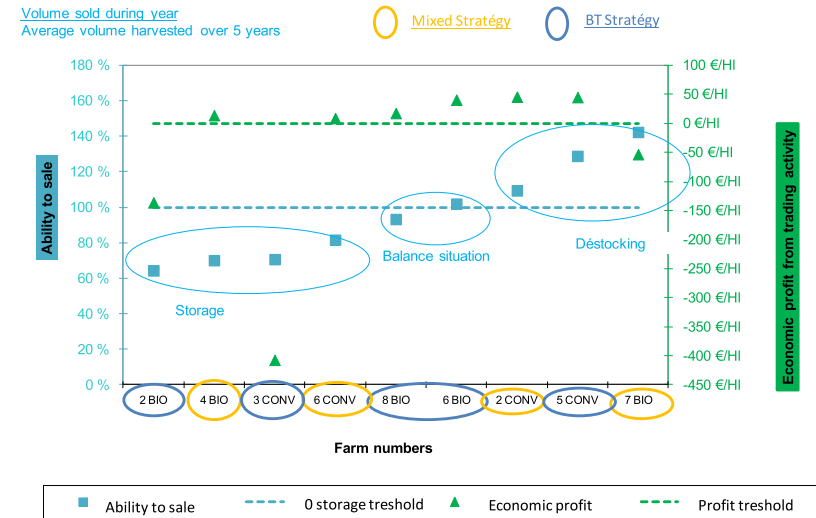 Volume sold during year
Average volume harvested over 5 years
Mixed Stratégy
BT Stratégy
180 %
160 %
140 %
120 %
100 %
80 %
60 %
40 %
20 %
0 %
Ability to sale
100 €/Hl
50 €/Hl
0 €/Hl
-50 €/Hl
-100 €/Hl
-150 €/Hl
-200 €/Hl
-250 €/Hl
-300 €/Hl
-350 €/Hl
-400 €/Hl
-450 €/Hl
Economic profit from trading activity
Storage
Balance situation
Déstocking
2 BIO
4 BIO
3 CONV
6 CONV
8 BIO
6 BIO
2 CONV
5 CONV
7 BIO
Farm numbers
Ability to sale
0 storage treshold
Economic profit
Profit treshold